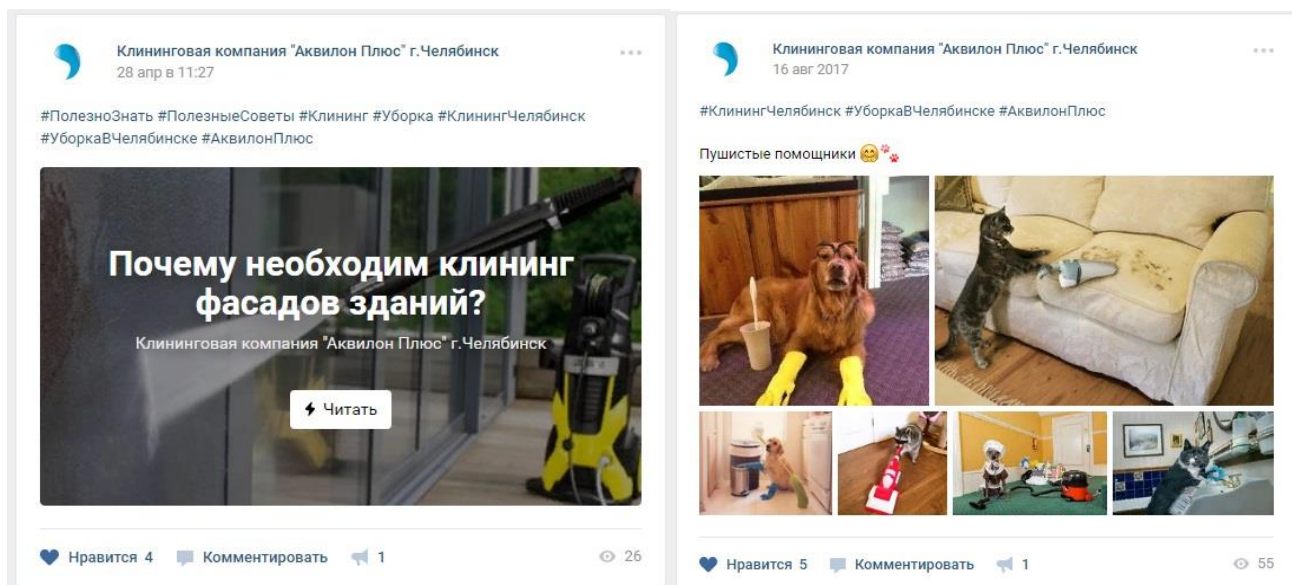 Клининговая компания "Аквилон Плюс" г.Челябинск
28 апр в 11:27
#ПолезноЗнать #ПолезныеСоветы #Клининг #Уборка #КлинингЧелябинск
#УборкаВЧелябинске #АквилонПлюс
Почему необходим клининг
фасадов зданий?
Клининговая компания "Аквилон Плюс" г.Челябинск
Читать
Нравится 4 Комментировать 1 26
Клининговая компания "Аквилон Плюс" г.Челябинск
16 авг 2017
#КлинингЧелябинск #УборкаВЧелябинске #АквилонПлюс
Пушистые помощники 🤗🐾
Нравится 5 Комментировать 1 55